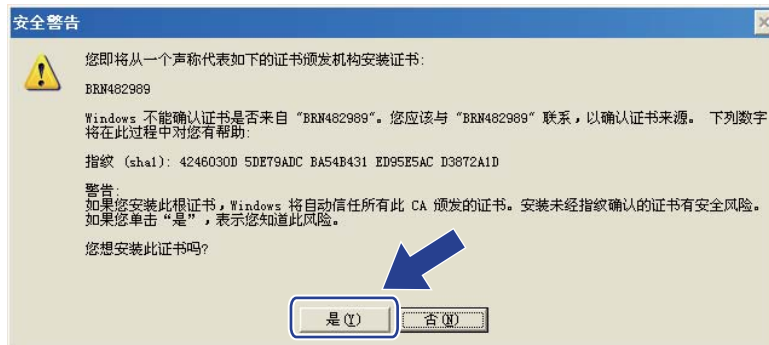 安全警告
您即将从一个声称代表如下的证书颁发机构安装证书:
BRN482989
Windows 不能确认证书是否来自 “BRN482989”。您应该与 “BRN482989” 联系，以确认证书来源。 下列数字
将在此过程中对您有帮助:
指纹 (sha1): 4246030D 5DE79ADC BA54B431 ED95E5AC D3872A1D
警告:
如果您安装此根证书，Windows 将自动信任所有此 CA 颁发的证书。安装未经指纹确认的证书有安全风险。
如果您单击“是”，表示您知道此风险。
您想安装此证书吗?
是(Y) 否(N)